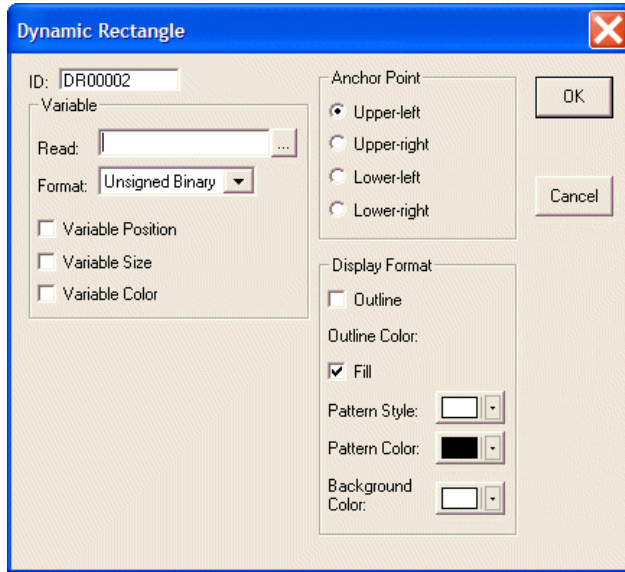 Dynamic Rectangle
ID: DR00002
Variable
Read:
...
Format: Unsigned Binary
Variable Position
Variable Size
Variable Color
Anchor Point
Upper-left
Upper-right
Lower-left
Lower-right
Display Format
Outline
Outline Color:
Fill
Pattern Style:
Pattern Color:
Background
Color:
OK
Cancel